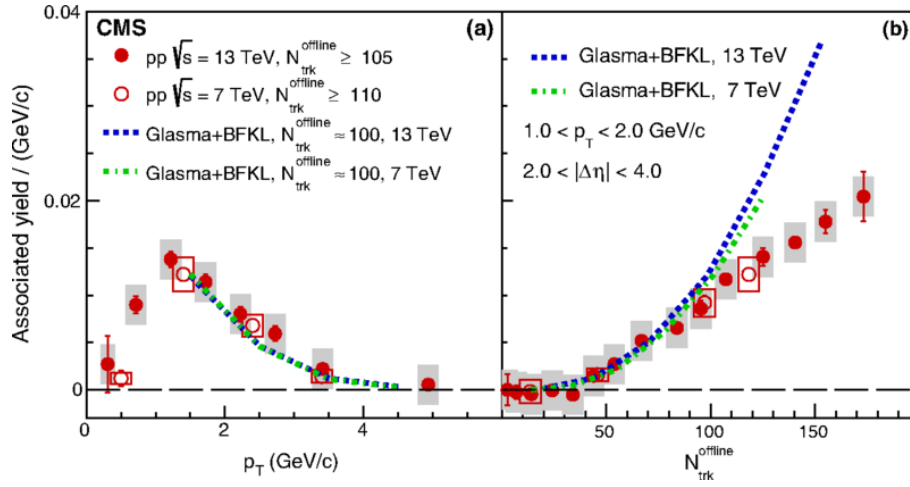 CMS
(a)
pp √s = 13 TeV, N_trk^offline ≥ 105
pp √s = 7 TeV, N_trk^offline ≥ 110
Glasma+BFKL, N_trk^offline ≈ 100, 13 TeV
Glasma+BFKL, N_trk^offline ≈ 100, 7 TeV
(b)
Glasma+BFKL, 13 TeV
Glasma+BFKL, 7 TeV
1.0 < p_T < 2.0 GeV/c
2.0 < |Δη| < 4.0
Associated yield / (GeV/c)
0.04
0.02
0
0 2 4
p_T (GeV/c)
50 100 150
N_trk^offline